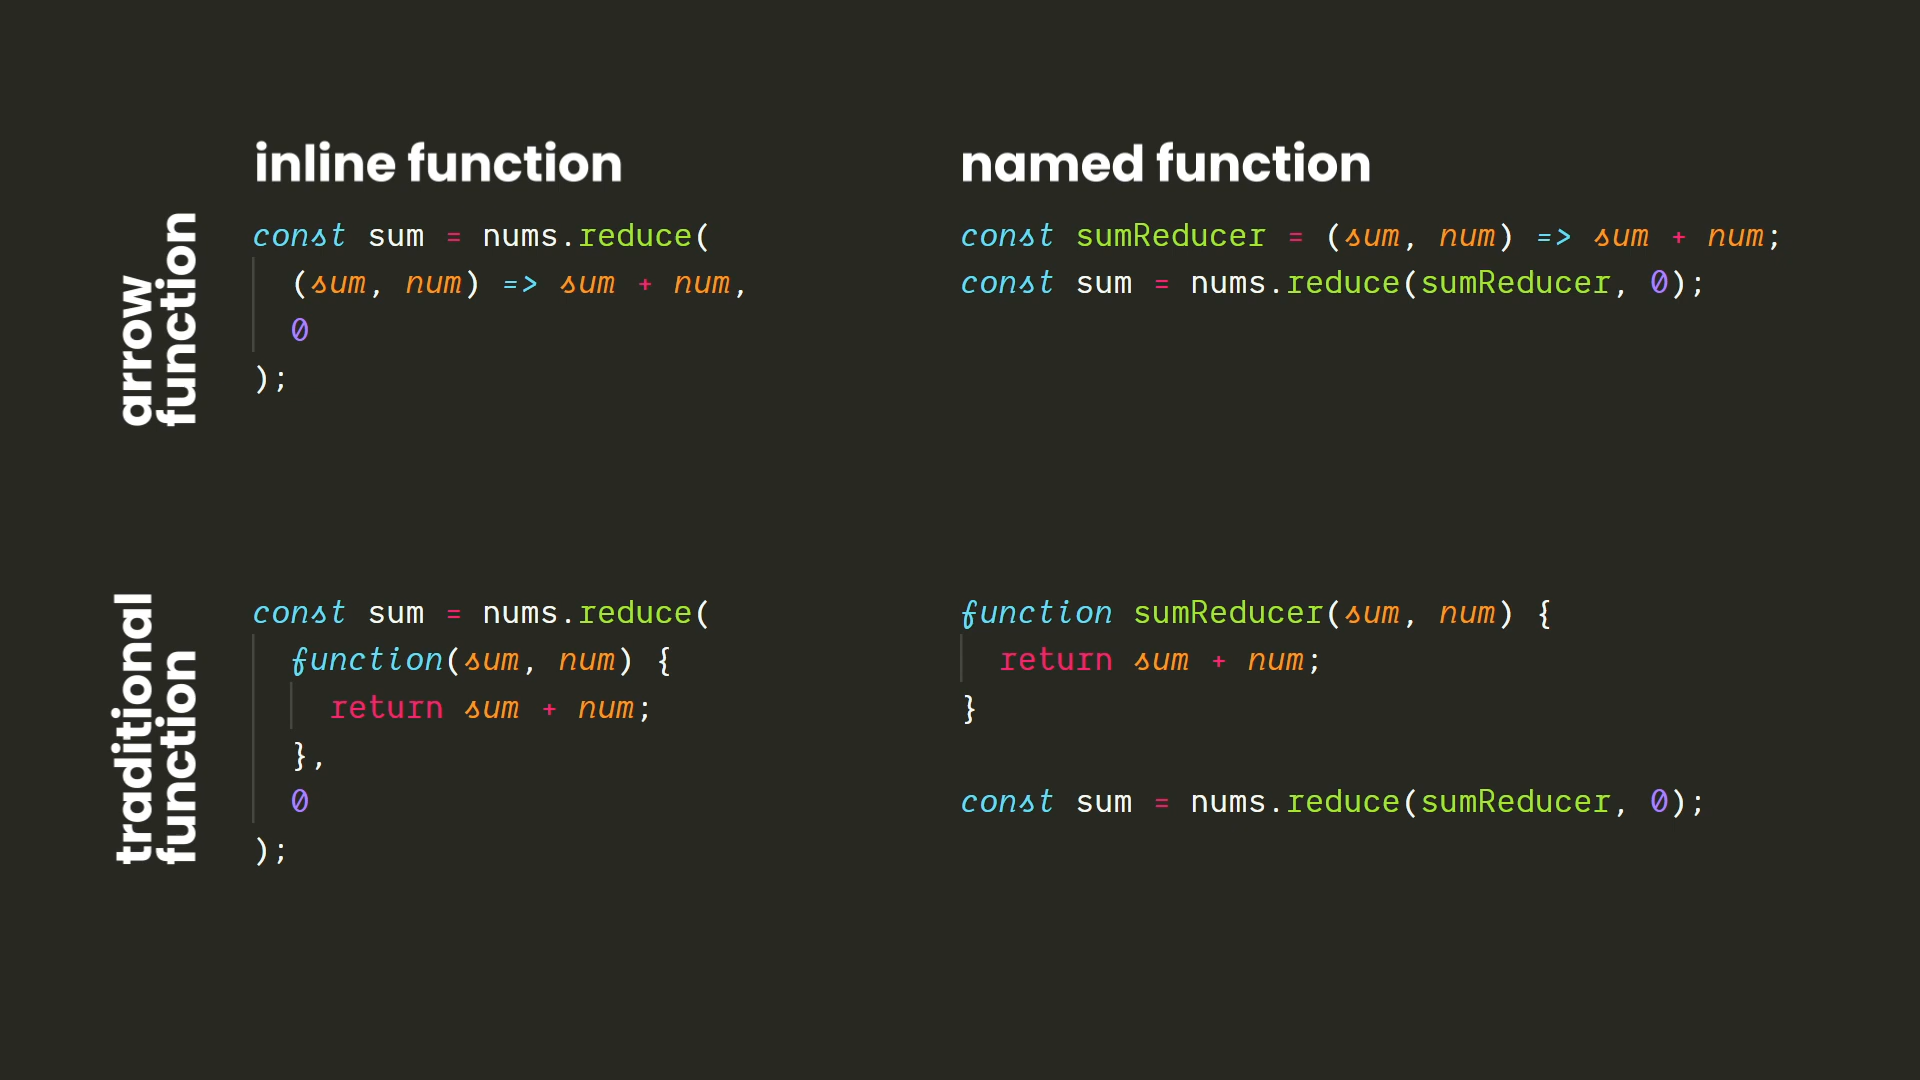 inline function
named function
arrow
function
const sum = nums.reduce(
  (sum, num) => sum + num,
  0
);
const sumReducer = (sum, num) => sum + num;
const sum = nums.reduce(sumReducer, 0);
traditional
function
const sum = nums.reduce(
  function(sum, num) {
    return sum + num;
  },
  0
);
function sumReducer(sum, num) {
  return sum + num;
}
const sum = nums.reduce(sumReducer, 0);